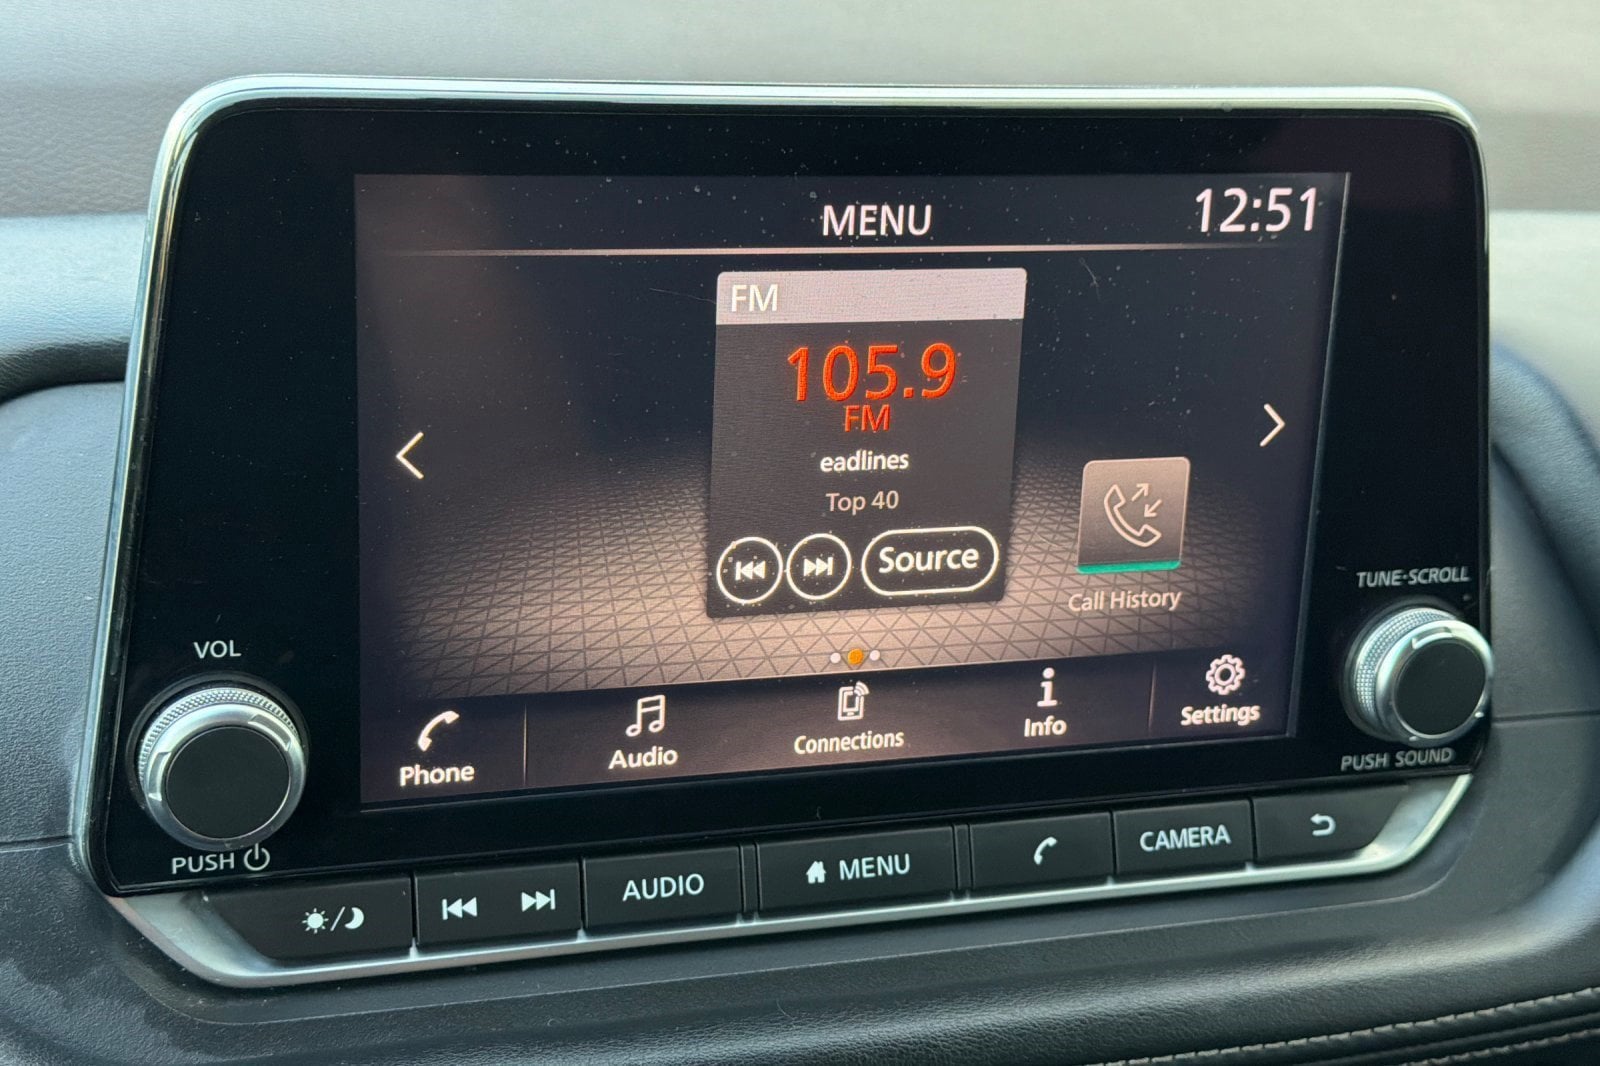 MENU
12:51
FM
105.9
FM
eadlines
Top 40
Source
Call History
Phone
Audio
Connections
Info
Settings
VOL
PUSH
TUNE·SCROLL
PUSH SOUND
AUDIO
MENU
CAMERA